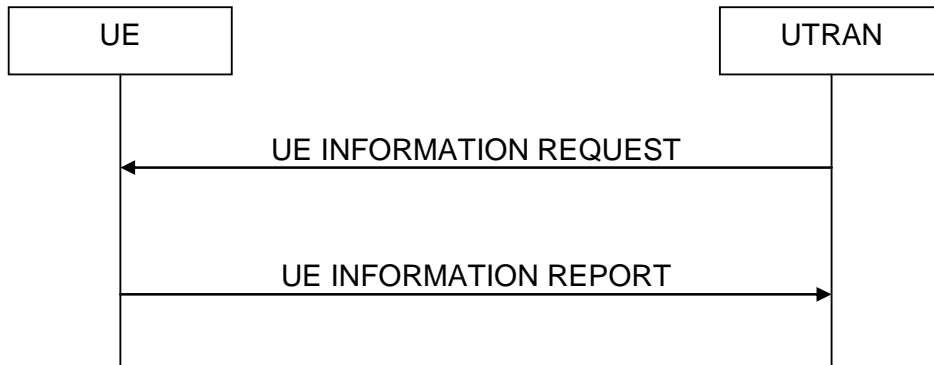 UE
UTRAN
UE INFORMATION REQUEST
UE INFORMATION REPORT